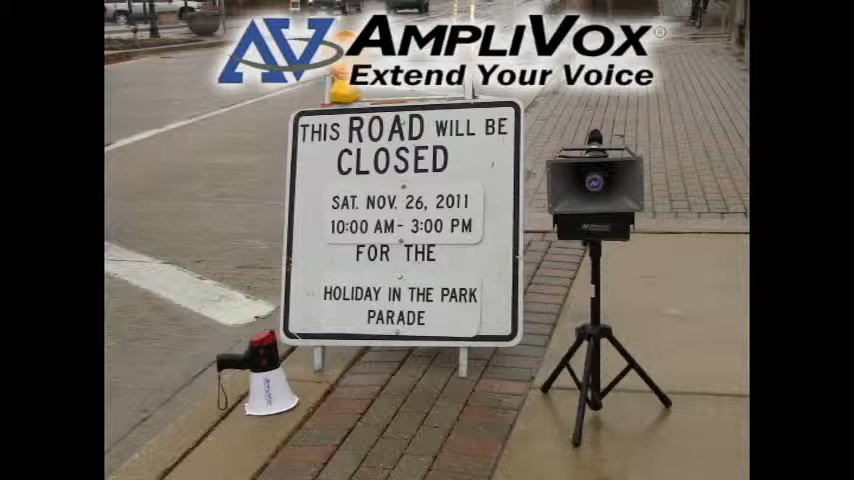 AMPLIVOX®
Extend Your Voice
THIS ROAD WILL BE
CLOSED
SAT. NOV. 26, 2011
10:00 AM - 3:00 PM
FOR THE
HOLIDAY IN THE PARK
PARADE